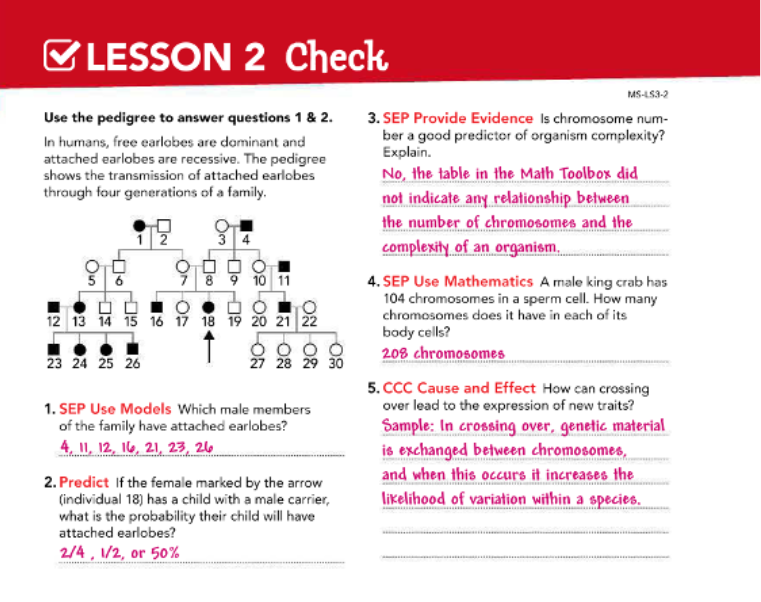 LESSON 2 Check
MS-LS3-2
Use the pedigree to answer questions 1 & 2.
In humans, free earlobes are dominant and
attached earlobes are recessive. The pedigree
shows the transmission of attached earlobes
through four generations of a family.
1 2 3 4
5 6 7 8 9 10 11
12 13 14 15 16 17 18 19 20 21 22
23 24 25 26 27 28 29 30
1. SEP Use Models Which male members
of the family have attached earlobes?
4, 11, 12, 16, 21, 23, 26
2. Predict If the female marked by the arrow
(individual 18) has a child with a male carrier,
what is the probability their child will have
attached earlobes?
2/4 , 1/2, or 50%
3. SEP Provide Evidence Is chromosome num-
ber a good predictor of organism complexity?
Explain.
No, the table in the Math Toolbox did
not indicate any relationship between
the number of chromosomes and the
complexity of an organism.
4. SEP Use Mathematics A male king crab has
104 chromosomes in a sperm cell. How many
chromosomes does it have in each of its
body cells?
208 chromosomes
5. CCC Cause and Effect How can crossing
over lead to the expression of new traits?
Sample: In crossing over, genetic material
is exchanged between chromosomes,
and when this occurs it increases the
likelihood of variation within a species.